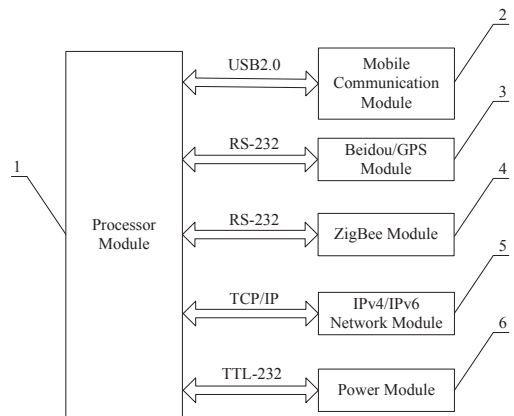 2
USB2.0
Mobile
Communication
Module
3
1
RS-232
Beidou/GPS
Module
4
Processor
Module
RS-232
ZigBee Module
5
TCP/IP
IPv4/IPv6
Network Module
6
TTL-232
Power Module